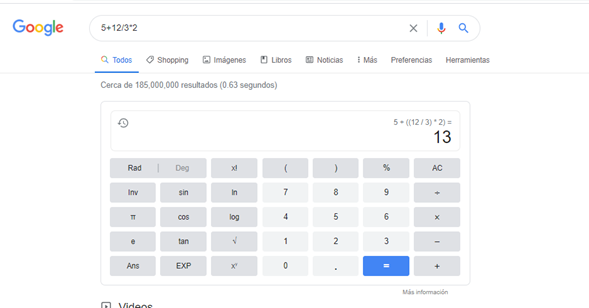 Google 5+12/3*2
Todos Shopping Imágenes Libros Noticias Más Preferencias Herramientas
Cerca de 185,000,000 resultados (0.63 segundos)
5 + ((12 / 3) * 2) =
13
Rad | Deg x! ( ) % AC
Inv sin ln 7 8 9 ÷
π cos log 4 5 6 ×
e tan √ 1 2 3 −
Ans EXP xʸ 0 . = +
Más información
Videos